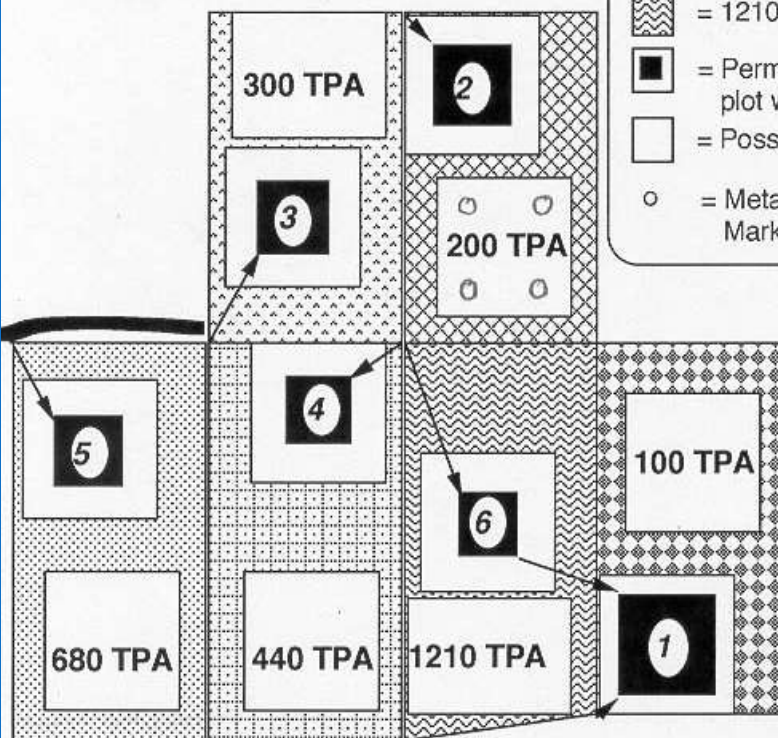 = 1210
= Perm
plot
= Poss
= Meta
Mark
300 TPA
2
3
200 TPA
4
5
100 TPA
6
680 TPA
440 TPA
1210 TPA
1